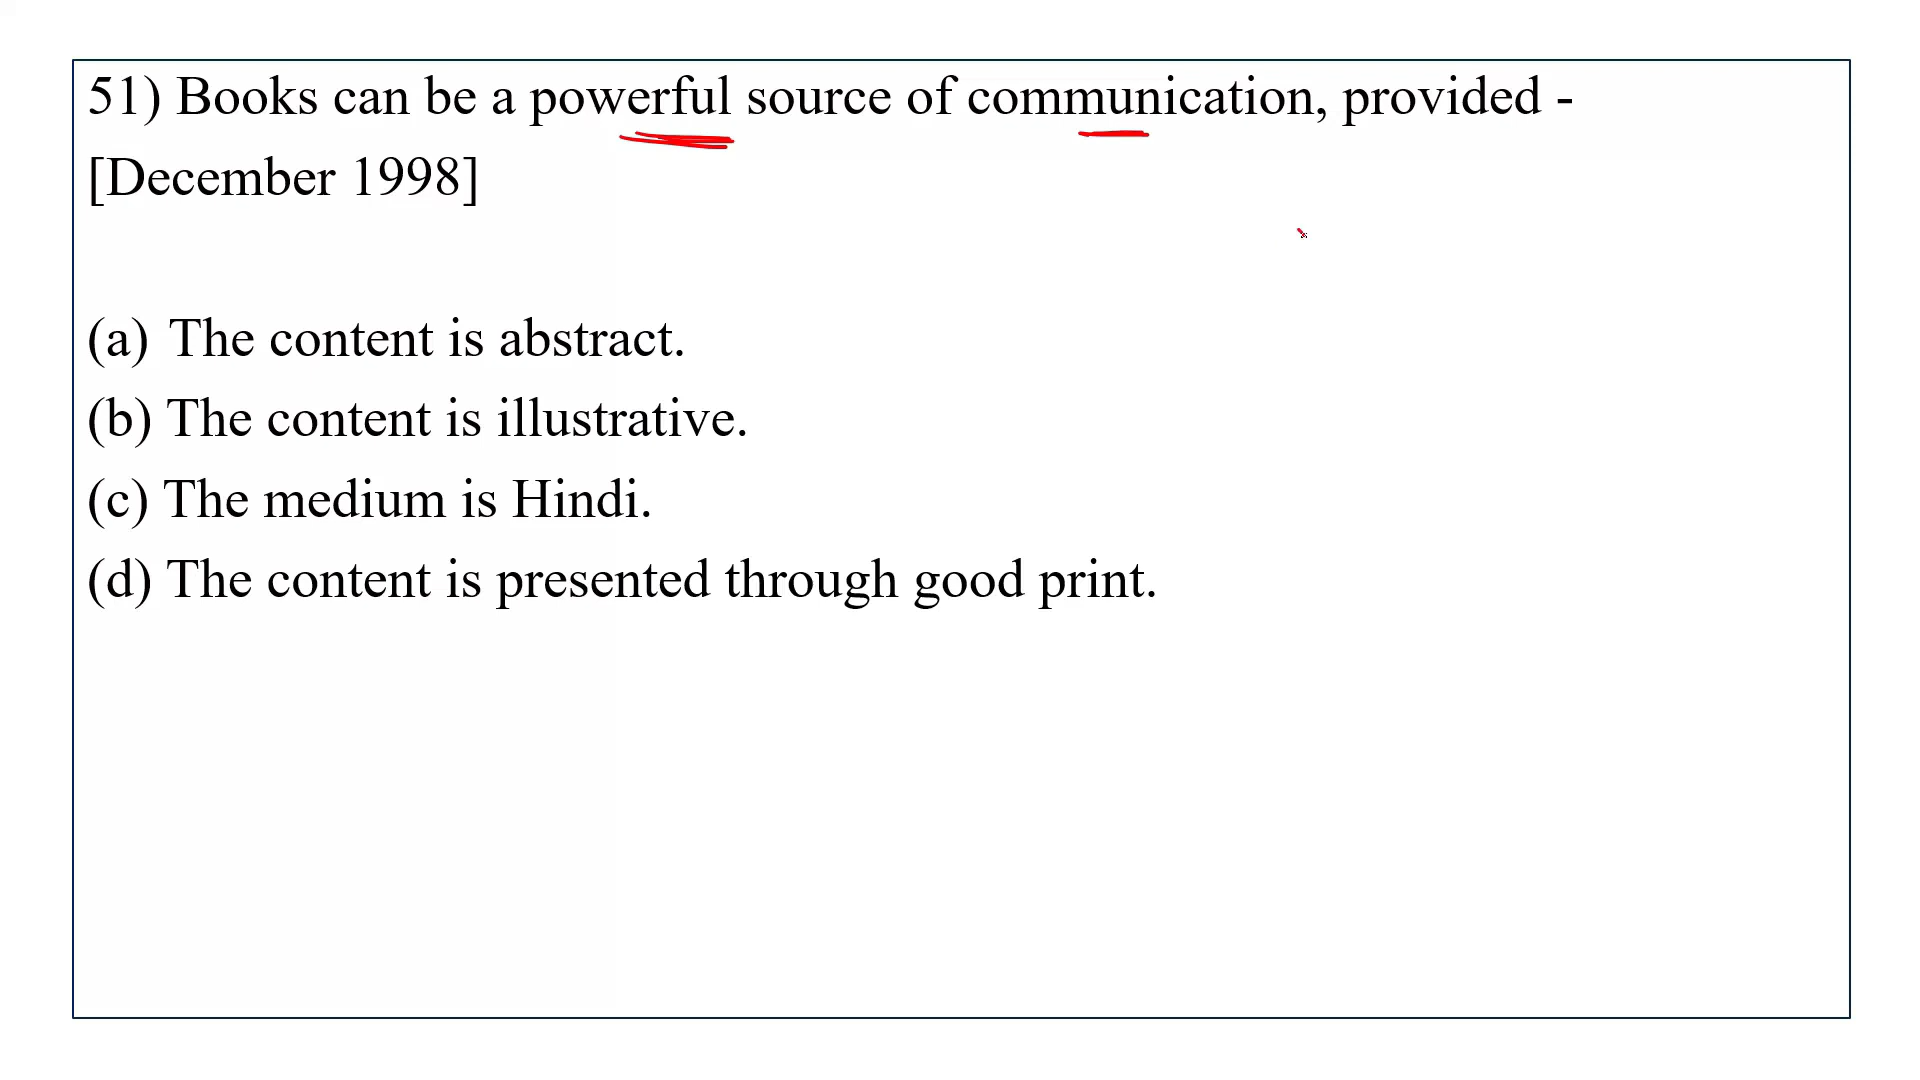 51) Books can be a powerful source of communication, provided -
[December 1998]
(a) The content is abstract.
(b) The content is illustrative.
(c) The medium is Hindi.
(d) The content is presented through good print.